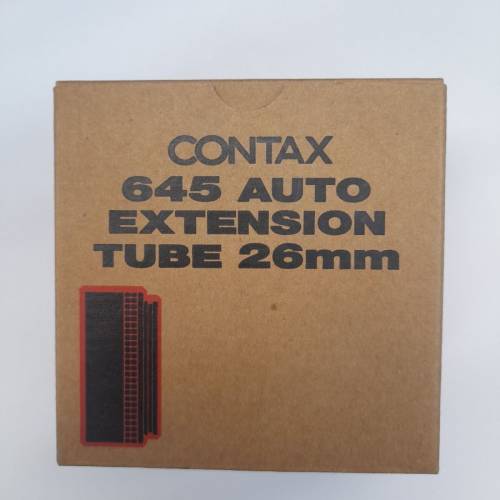 CONTAX
645 AUTO
EXTENSION
TUBE 26mm